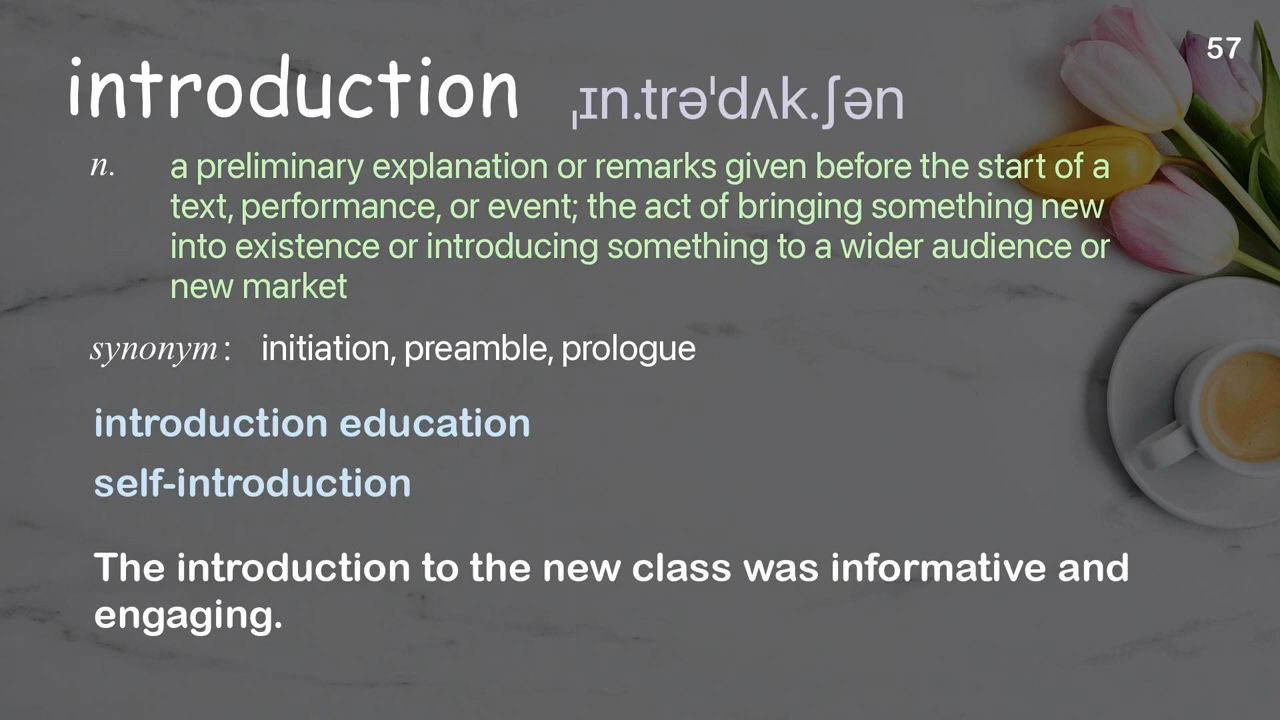 57
introduction ˌɪn.trəˈdʌk.ʃən
n. a preliminary explanation or remarks given before the start of a
text, performance, or event; the act of bringing something new
into existence or introducing something to a wider audience or
new market
synonym: initiation, preamble, prologue
introduction education
self-introduction
The introduction to the new class was informative and
engaging.